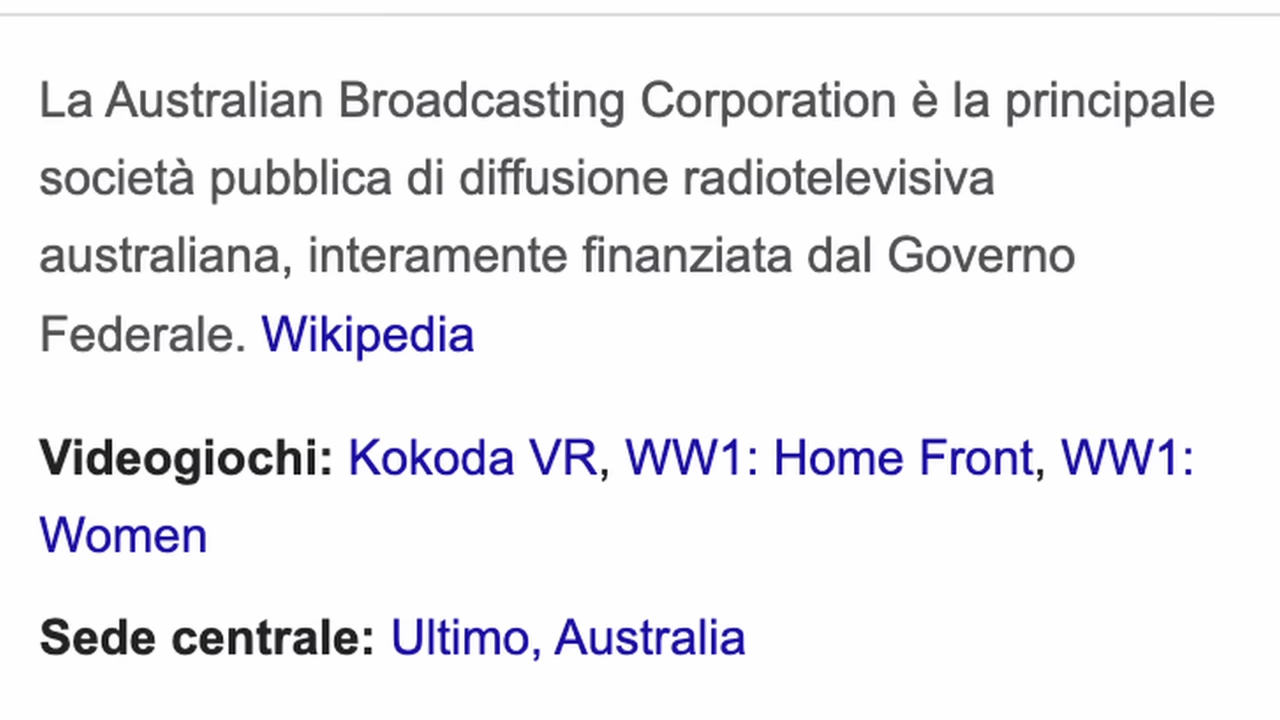 La Australian Broadcasting Corporation è la principale
società pubblica di diffusione radiotelevisiva
australiana, interamente finanziata dal Governo
Federale. Wikipedia
Videogiochi: Kokoda VR, WW1: Home Front, WW1:
Women
Sede centrale: Ultimo, Australia